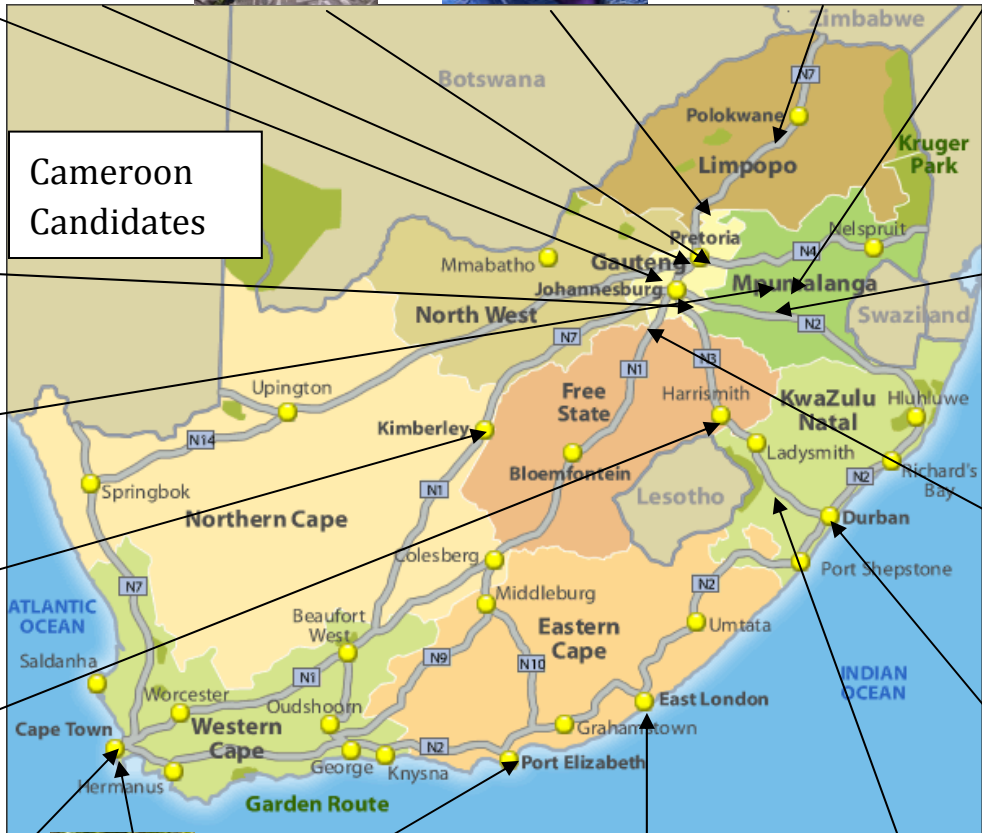 Zimbabwe
Botswana
N7
Polokwane
Limpopo
Kruger
Park
Cameroon
Candidates
Pretoria
Nelspruit
Mmabatho
Gauteng
N4
Mpumalanga
Johannesburg
North West
Swaziland
N7
N2
N3
N1
Upington
Free
State
Harrismith
KwaZulu
Natal
Hluhluwe
N14
Kimberley
Ladysmith
Bloemfontein
N2
Richard's
Bay
Springbok
N1
Lesotho
Northern Cape
Durban
Colesberg
Port Shepstone
N7
N2
ATLANTIC
OCEAN
Middleburg
Beaufort
West
Eastern
Cape
Umtata
Saldanha
N9
N10
INDIAN
OCEAN
N1
Worcester
Oudshoorn
East London
Cape Town
Western
Cape
Grahamstown
N2
George
Knysna
Port Elizabeth
Hermanus
Garden Route